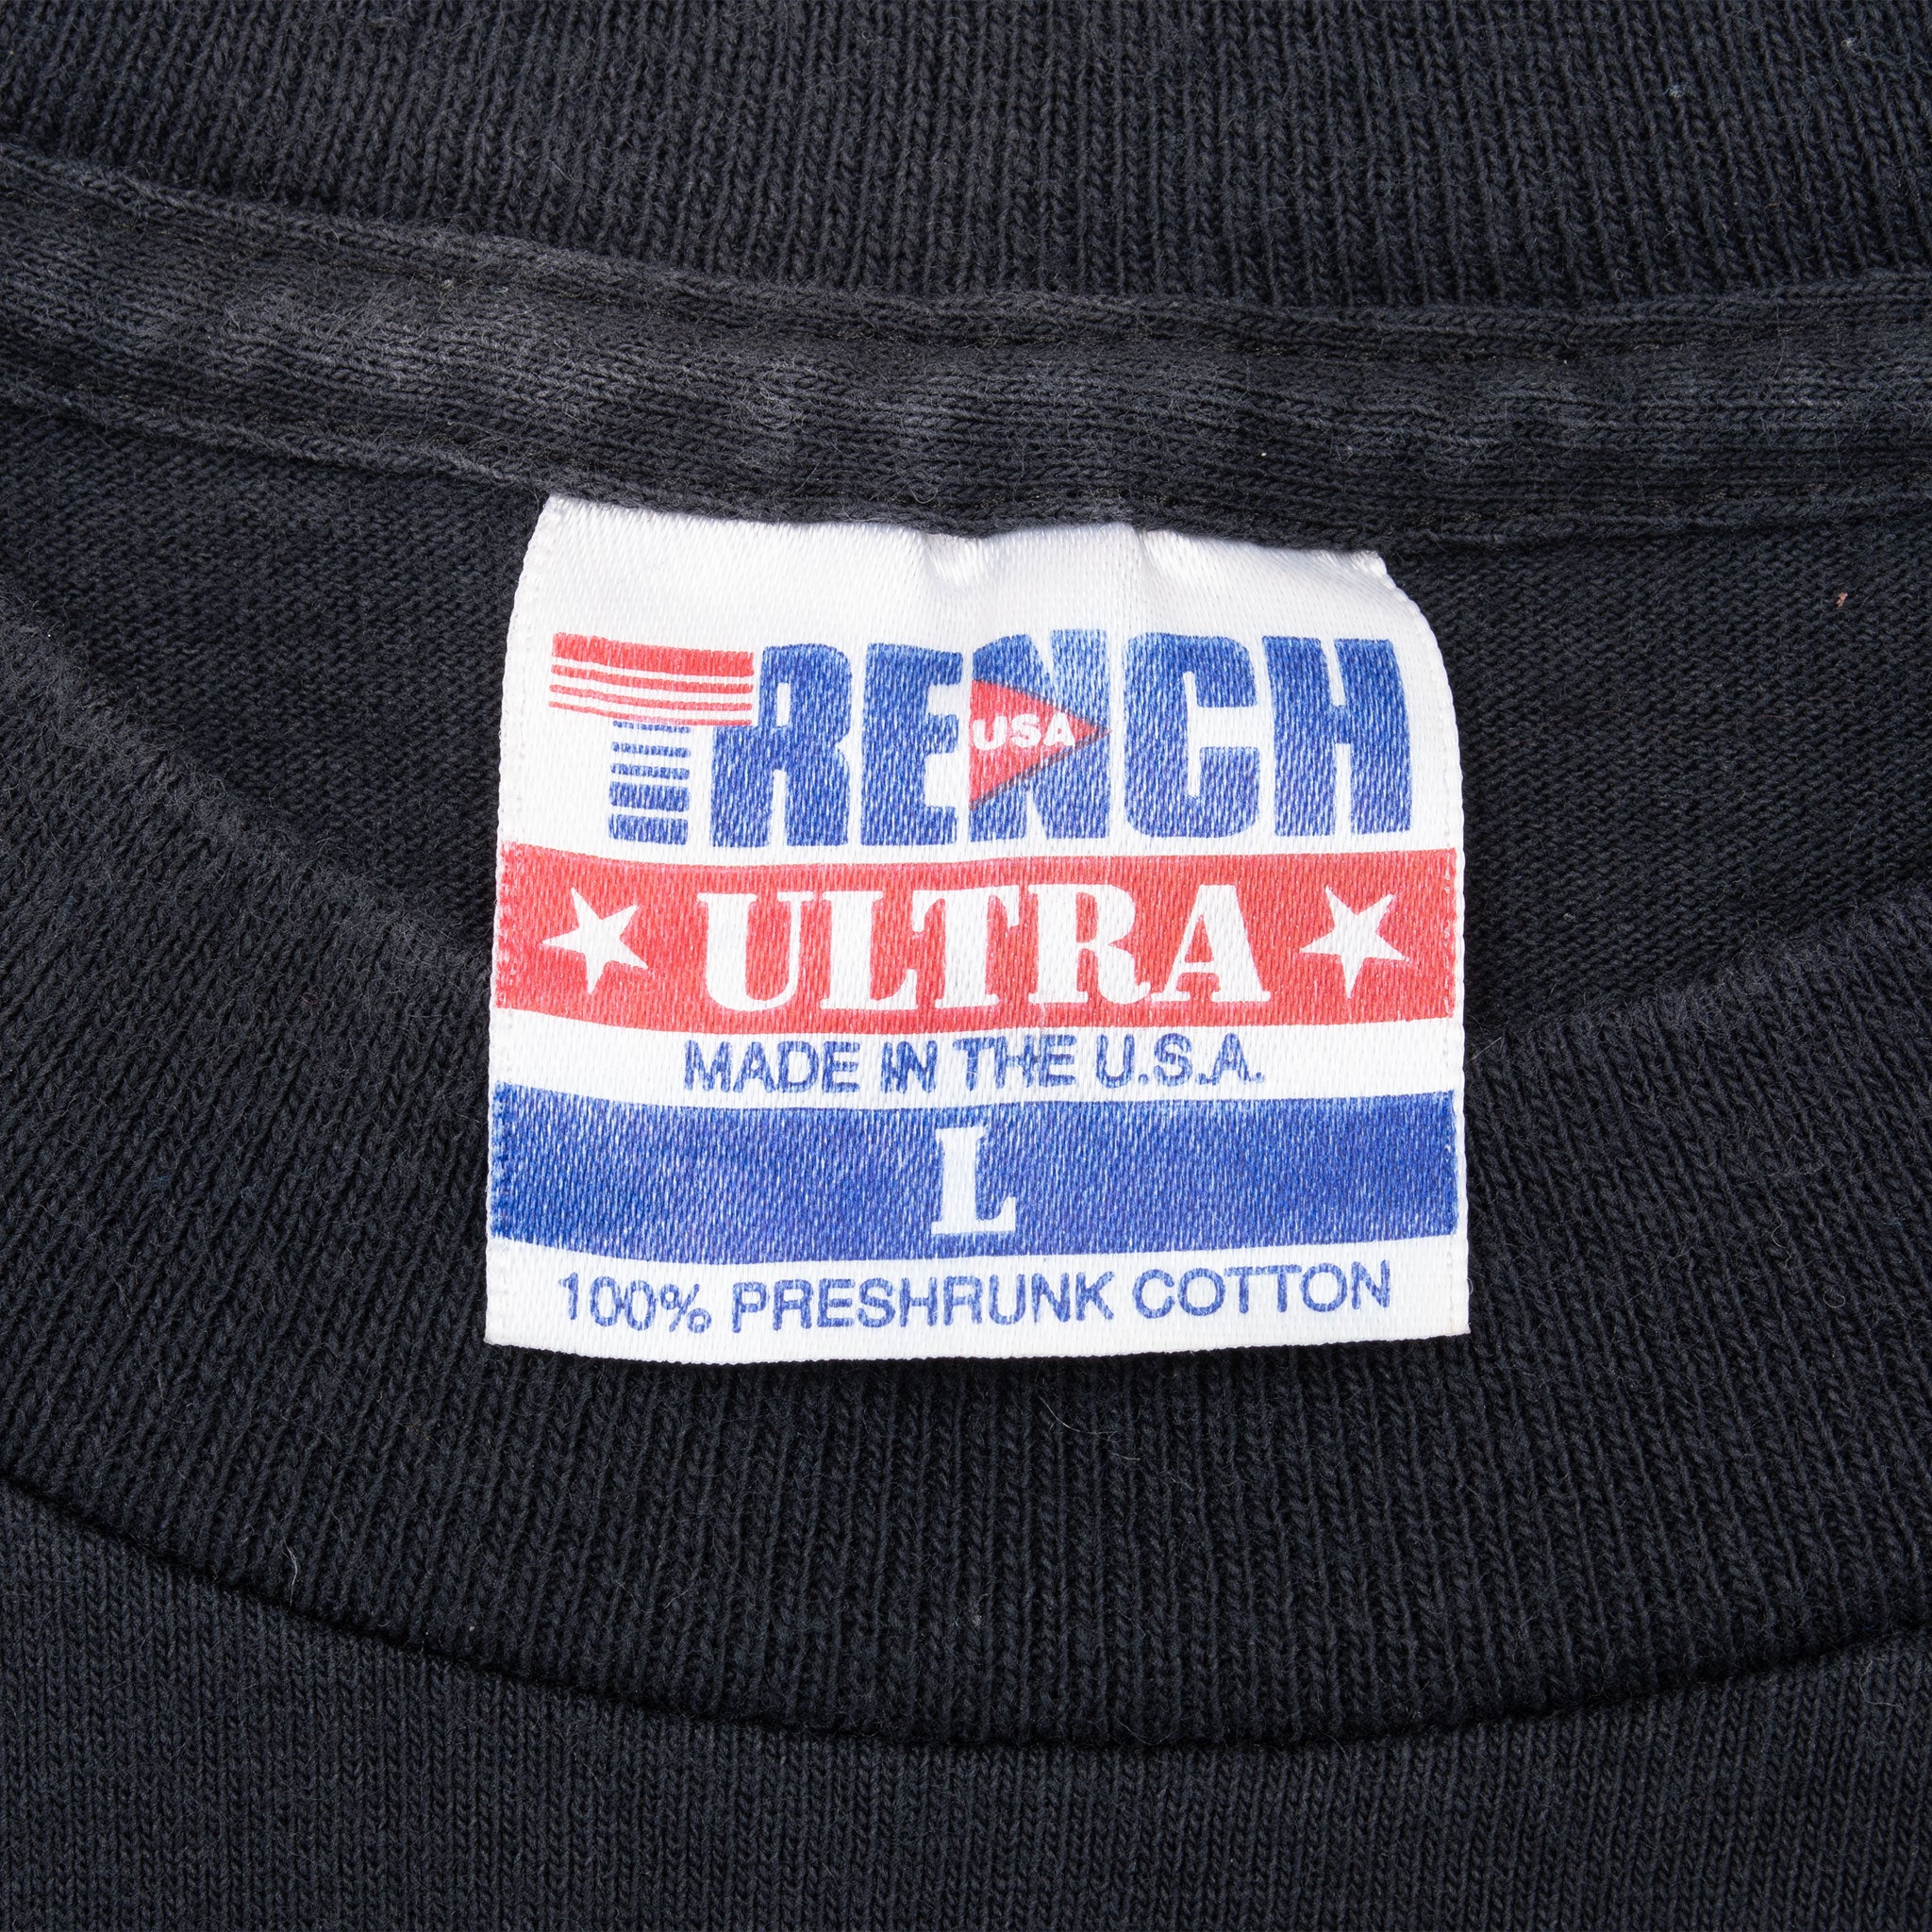 TRENCH
USA
ULTRA
MADE IN THE U.S.A.
L
100% PRESHRUNK COTTON